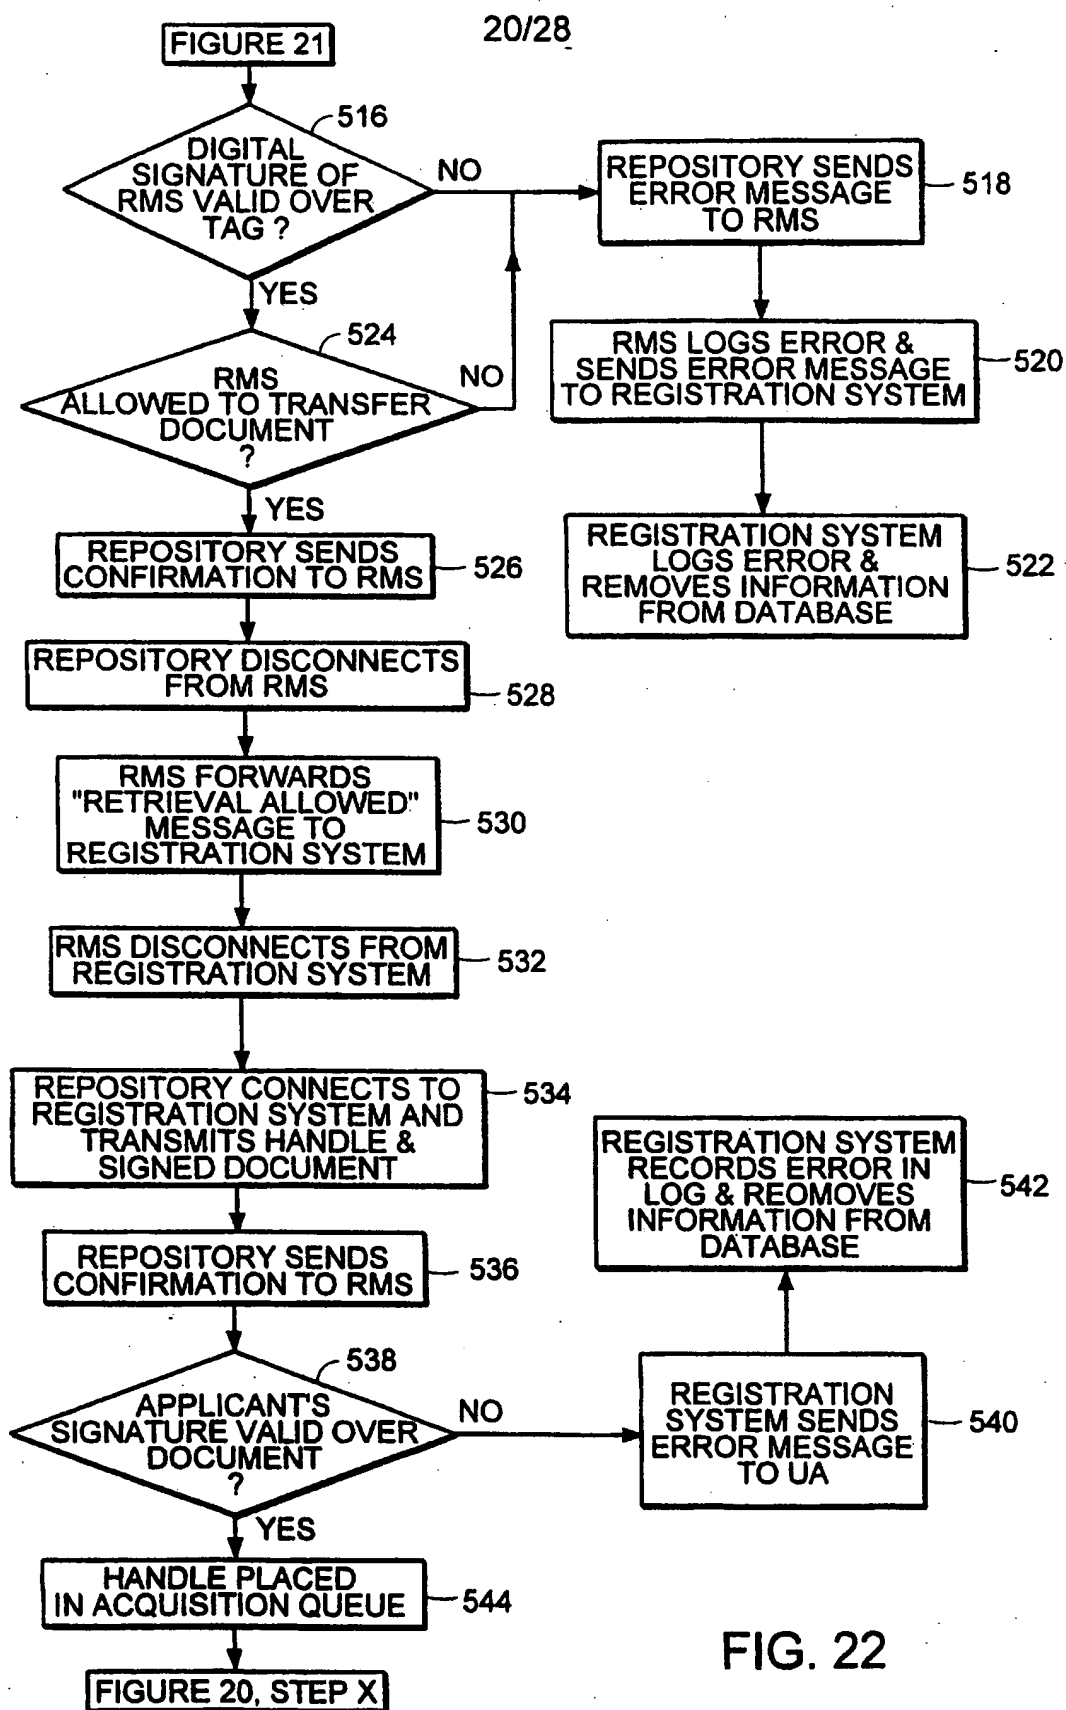 20/28
FIGURE 21
516
DIGITAL
SIGNATURE OF
RMS VALID OVER
TAG ?
NO
YES
REPOSITORY SENDS
ERROR MESSAGE
TO RMS
518
524
RMS
ALLOWED TO TRANSFER
DOCUMENT
?
NO
YES
RMS LOGS ERROR &
SENDS ERROR MESSAGE
TO REGISTRATION SYSTEM
520
REGISTRATION SYSTEM
LOGS ERROR &
REMOVES INFORMATION
FROM DATABASE
522
REPOSITORY SENDS
CONFIRMATION TO RMS
526
REPOSITORY DISCONNECTS
FROM RMS
528
RMS FORWARDS
"RETRIEVAL ALLOWED"
MESSAGE TO
REGISTRATION SYSTEM
530
RMS DISCONNECTS FROM
REGISTRATION SYSTEM
532
REPOSITORY CONNECTS TO
REGISTRATION SYSTEM AND
TRANSMITS HANDLE &
SIGNED DOCUMENT
534
REPOSITORY SENDS
CONFIRMATION TO RMS
536
538
APPLICANT'S
SIGNATURE VALID OVER
DOCUMENT
?
NO
YES
REGISTRATION SYSTEM
RECORDS ERROR IN
LOG & REOMOVES
INFORMATION FROM
DATABASE
542
REGISTRATION
SYSTEM SENDS
ERROR MESSAGE
TO UA
540
HANDLE PLACED
IN ACQUISITION QUEUE
544
FIGURE 20, STEP X
FIG. 22